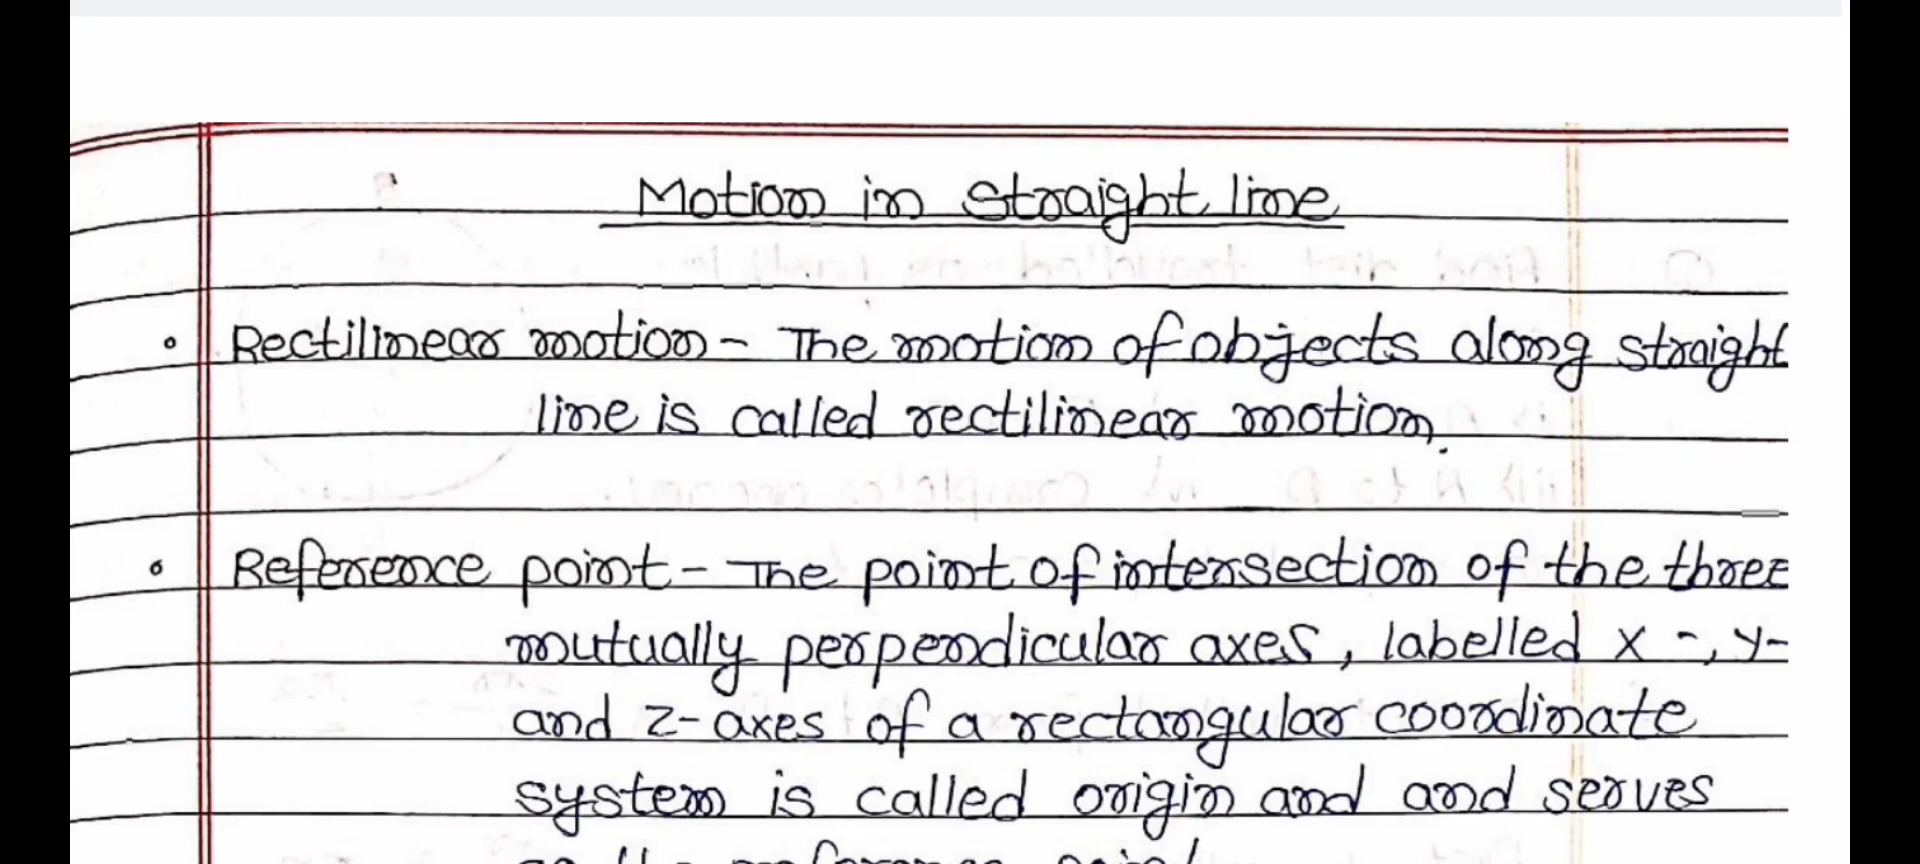 Motion in Straight line
Rectilinear motion - The motion of objects along straight
line is called rectilinear motion.
Reference point - The point of intersection of the three
mutually perpendicular axes, labelled x -, y-
and z-axes of a rectangular coordinate
system is called origin and and serves